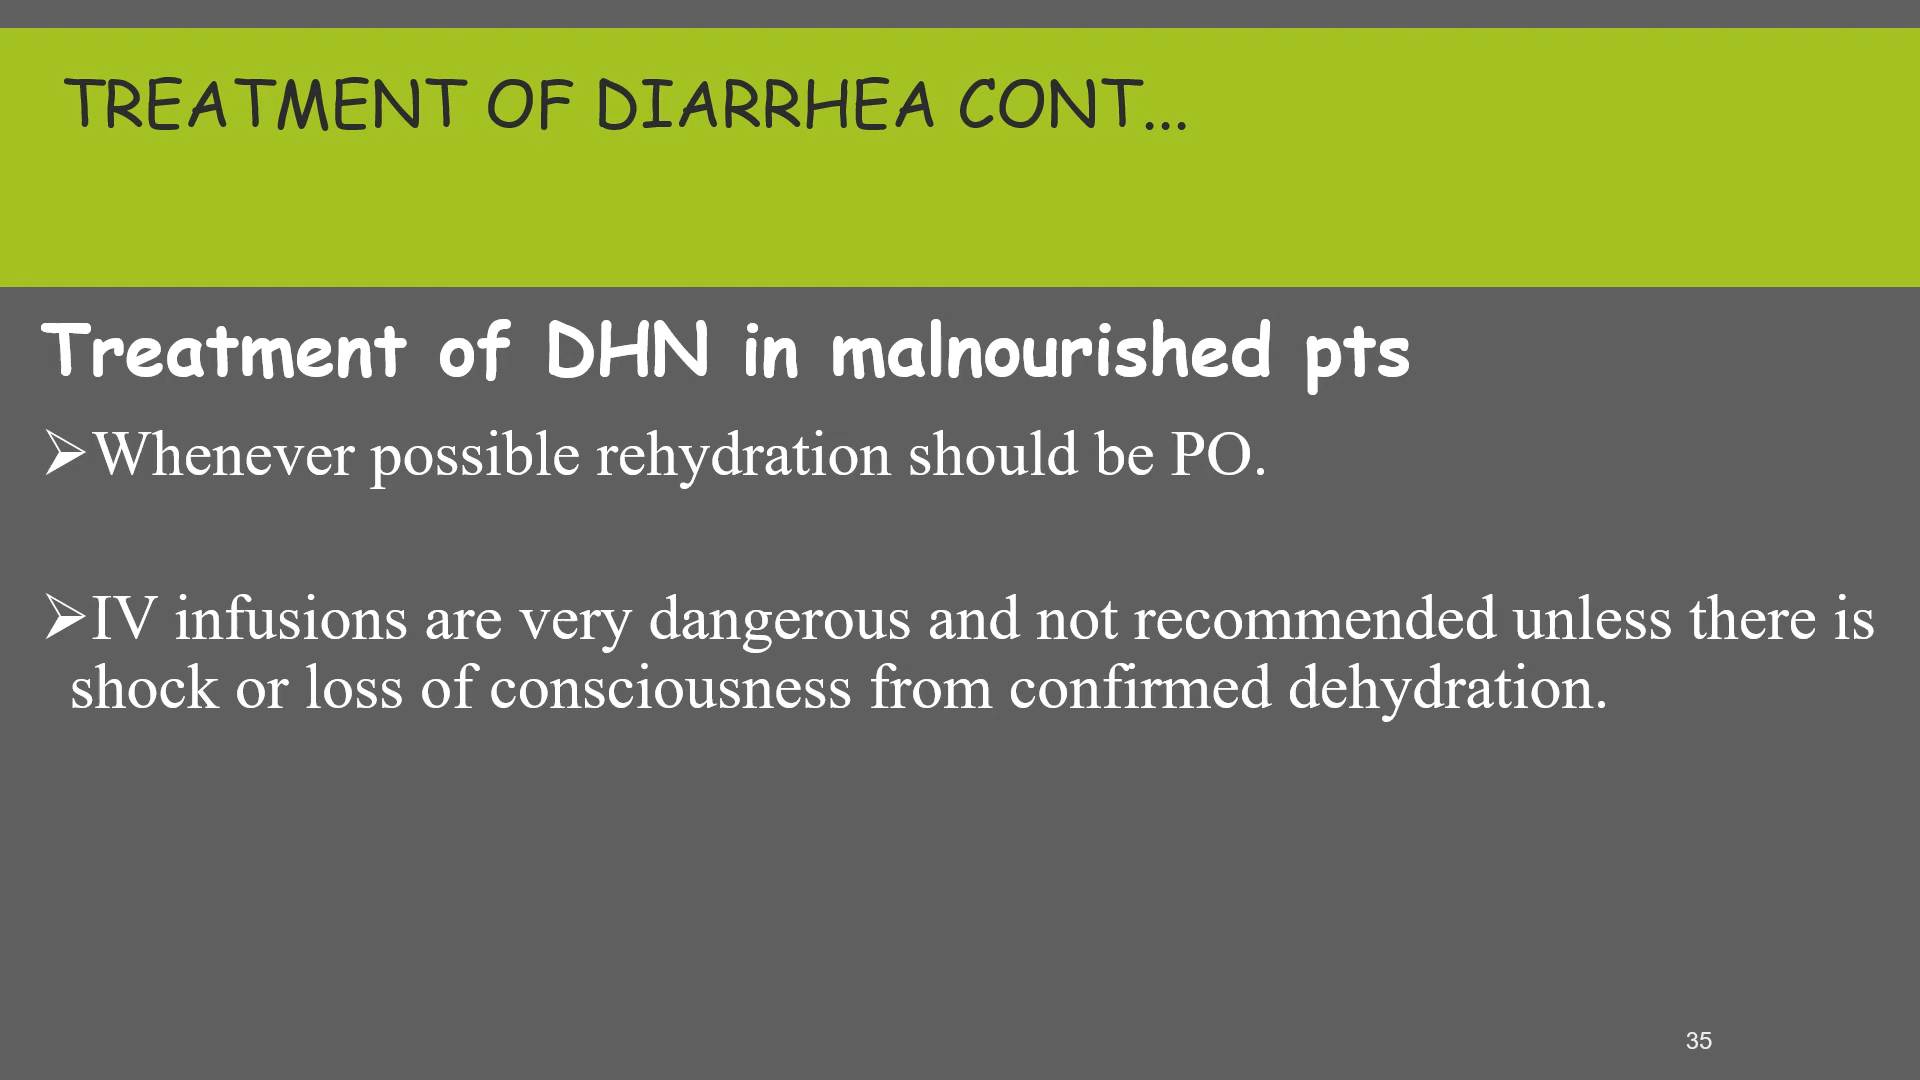 TREATMENT OF DIARRHEA CONT...
Treatment of DHN in malnourished pts
➢Whenever possible rehydration should be PO.
➢IV infusions are very dangerous and not recommended unless there is
shock or loss of consciousness from confirmed dehydration.
35